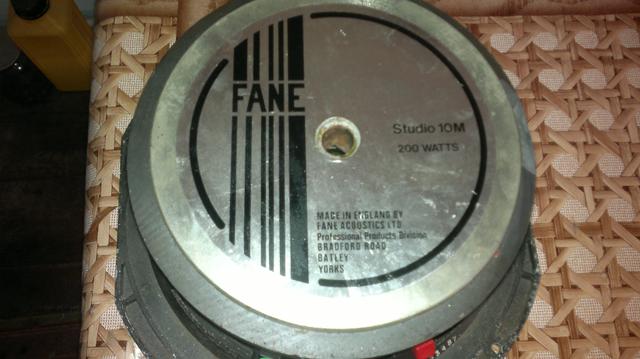 FANE
Studio 10M
200 WATTS
MADE IN ENGLAND BY
FANE ACOUSTICS LTD
Professional Products Division
BRADFORD ROAD
BATLEY
YORKS